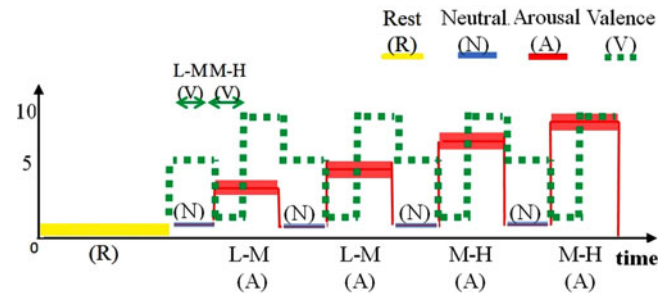 Rest Neutral. Arousal Valence
(R) (N) (A) (V)
L-M M-H
(V) (V)
10
5
0
(N) (N) (N) (N)
(R) L-M L-M M-H M-H time
(A) (A) (A) (A)